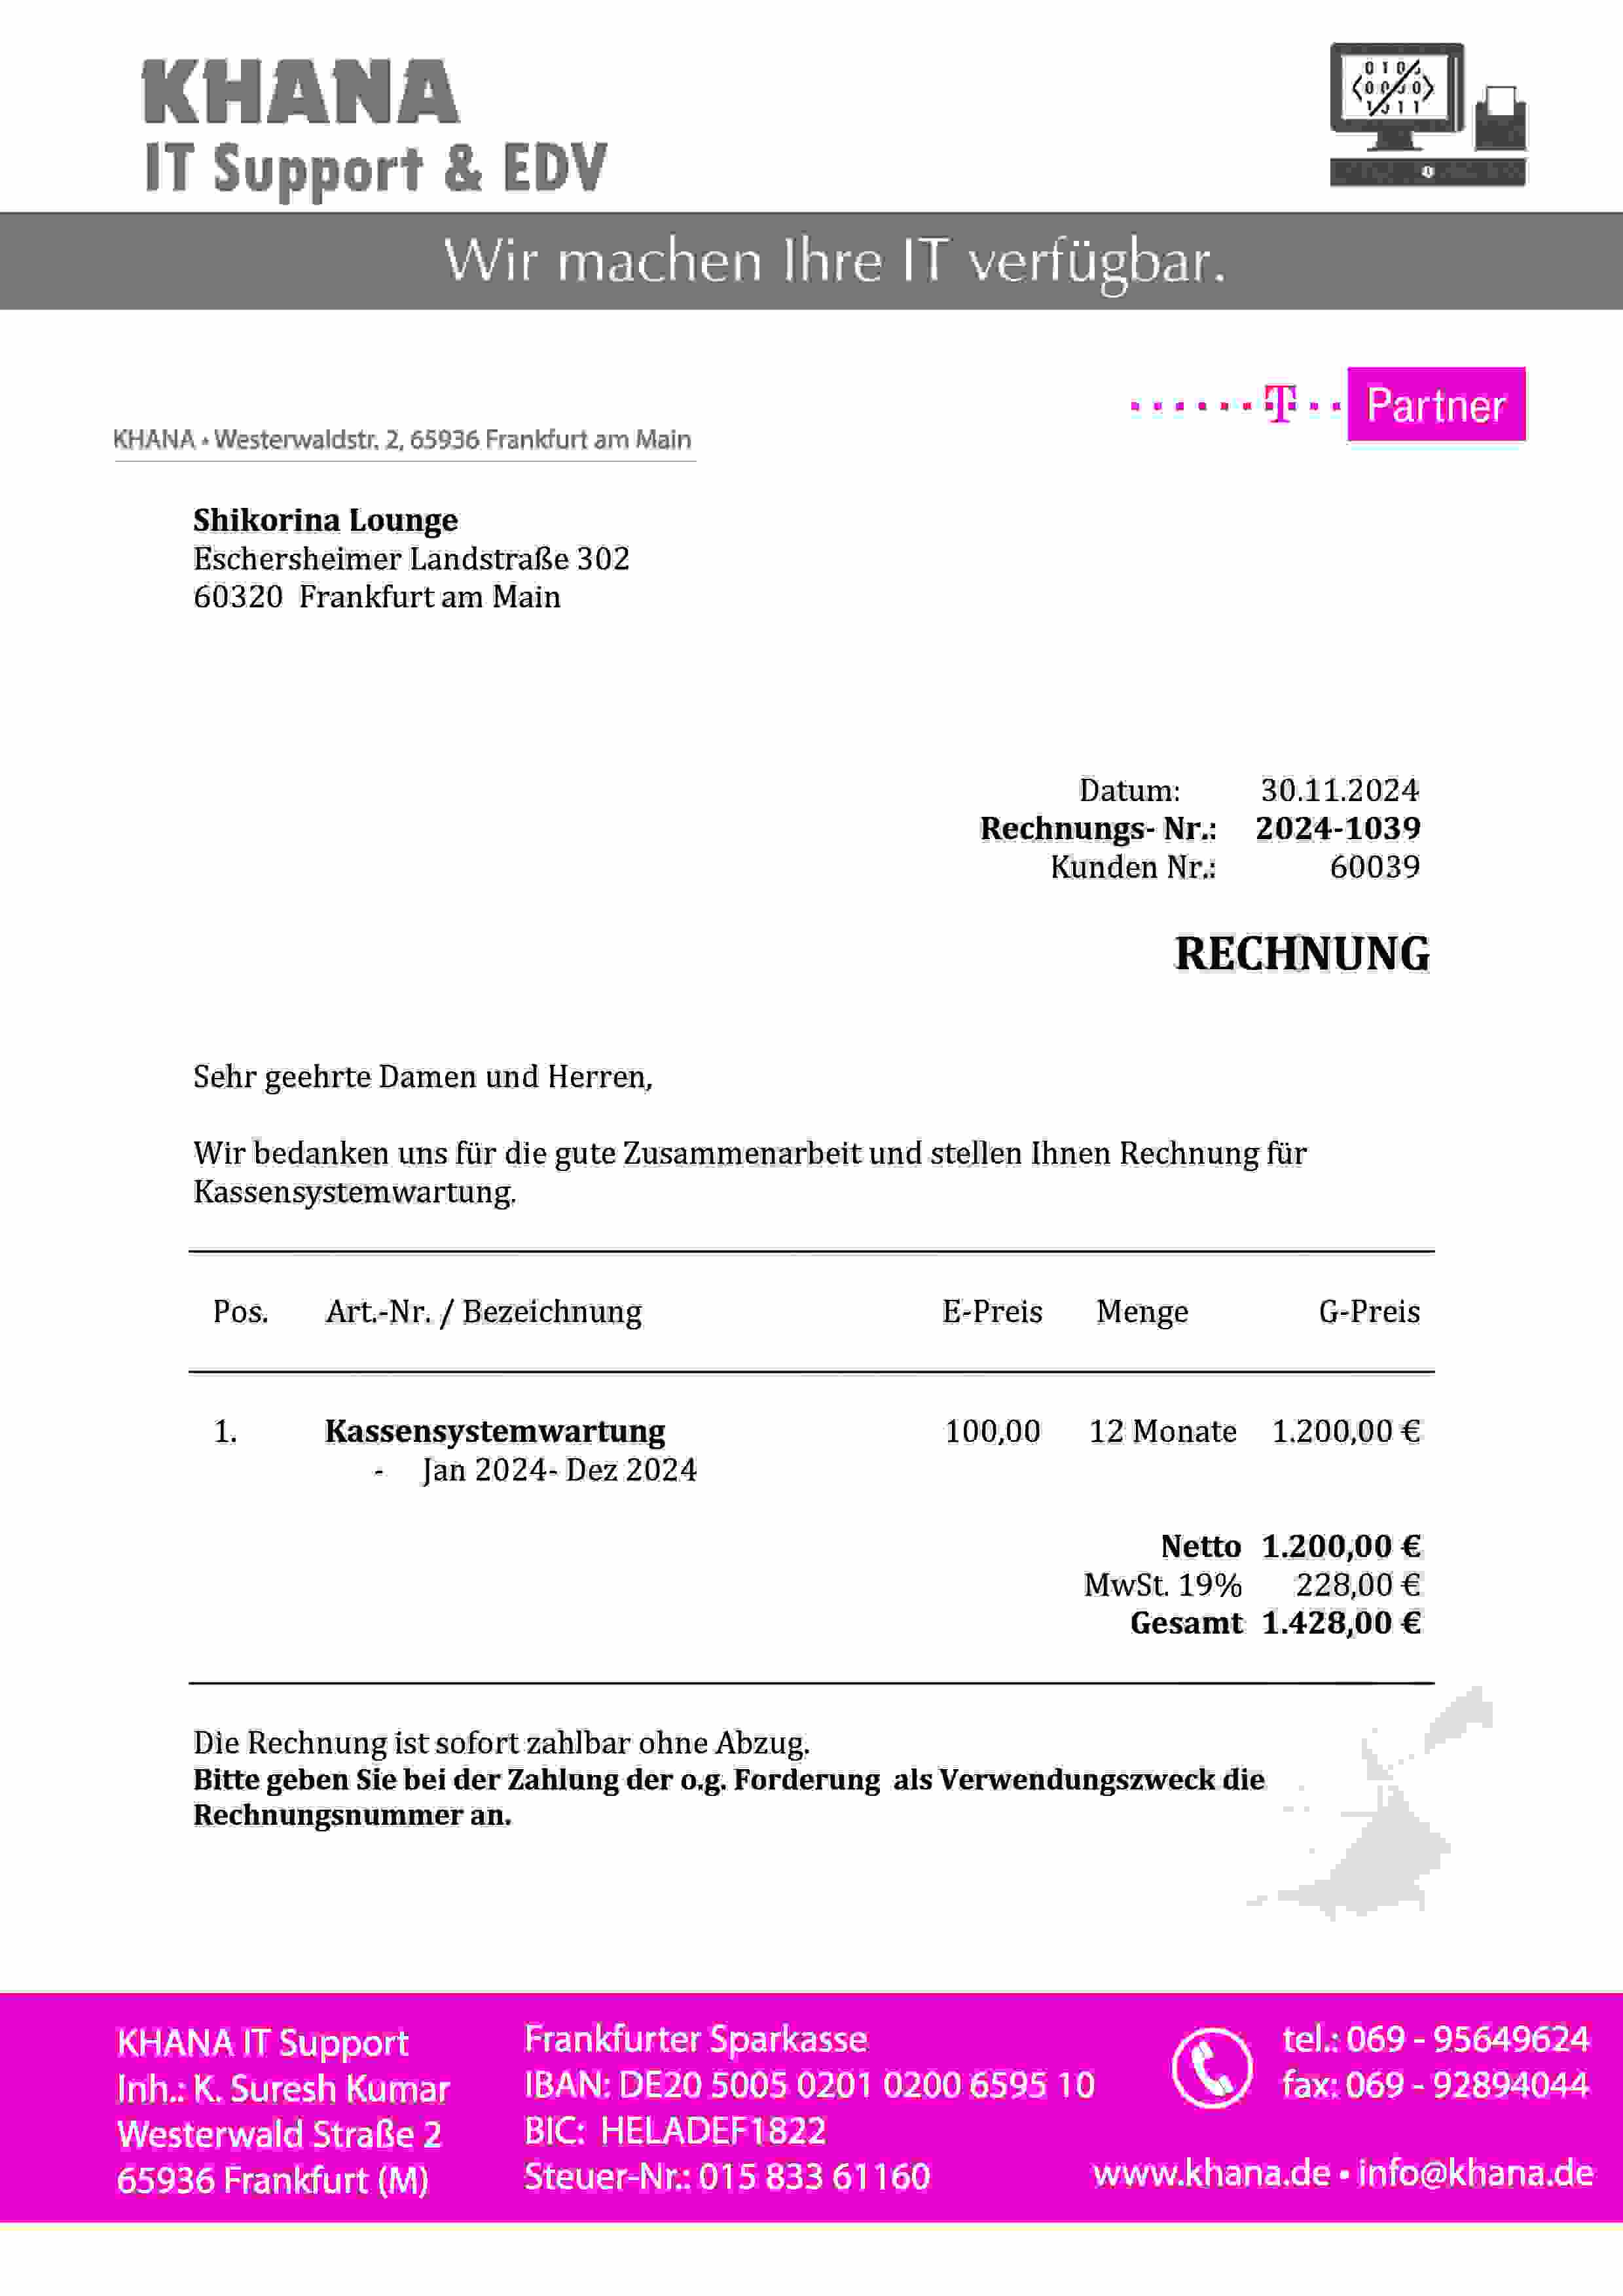 KHANA
IT Support & EDV
Wir machen Ihre IT verfügbar.
T Partner
KHANA • Westerwaldstr. 2, 65936 Frankfurt am Main
Shikorina Lounge
Eschersheimer Landstraße 302
60320 Frankfurt am Main
Datum: 30.11.2024
Rechnungs- Nr.: 2024-1039
Kunden Nr.: 60039
RECHNUNG
Sehr geehrte Damen und Herren,
Wir bedanken uns für die gute Zusammenarbeit und stellen Ihnen Rechnung für
Kassensystemwartung.
Pos. Art.-Nr. / Bezeichnung E-Preis Menge G-Preis
1. Kassensystemwartung 100,00 12 Monate 1.200,00 €
- Jan 2024- Dez 2024
Netto 1.200,00 €
MwSt. 19% 228,00 €
Gesamt 1.428,00 €
Die Rechnung ist sofort zahlbar ohne Abzug.
Bitte geben Sie bei der Zahlung der o.g. Forderung als Verwendungszweck die
Rechnungsnummer an.
KHANA IT Support
Inh.: K. Suresh Kumar
Westerwald Straße 2
65936 Frankfurt (M)
Frankfurter Sparkasse
IBAN: DE20 5005 0201 0200 6595 10
BIC: HELADEF1822
Steuer-Nr.: 015 833 61160
tel.: 069 - 95649624
fax: 069 - 92894044
www.khana.de • info@khana.de